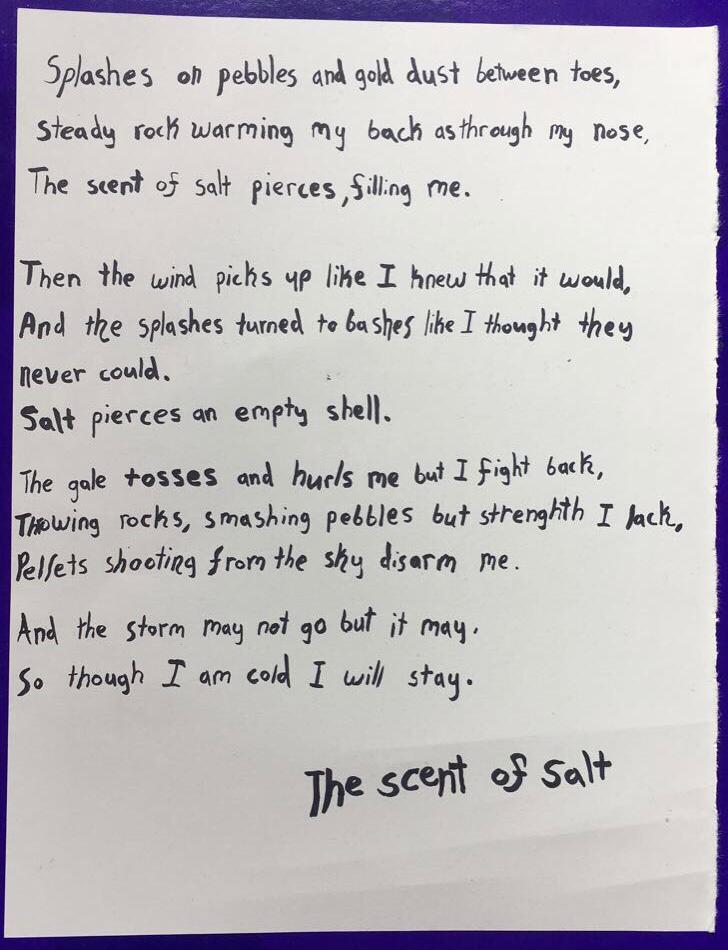 Splashes on pebbles and gold dust between toes,
Steady rock warming my back as through my nose,
The scent of salt pierces, filling me.
Then the wind picks up like I knew that it would,
And the splashes turned to bashes like I thought they
never could.
Salt pierces an empty shell.
The gale tosses and hurls me but I fight back,
Throwing rocks, smashing pebbles but strenghth I lack,
Pellets shooting from the sky disarm me.
And the storm may not go but it may.
So though I am cold I will stay.
The scent of salt